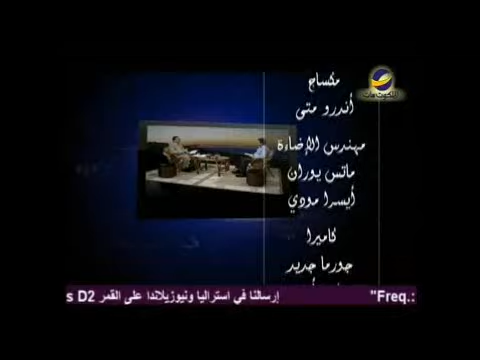 مكساج
أندرو متى
مهندس الإضاءة
ماتس يوران
أيسرا مودي
كاميرا
جورما جديد
s D2 إرسالنا في استراليا ونيوزيلاندا على القمر "Freq.: